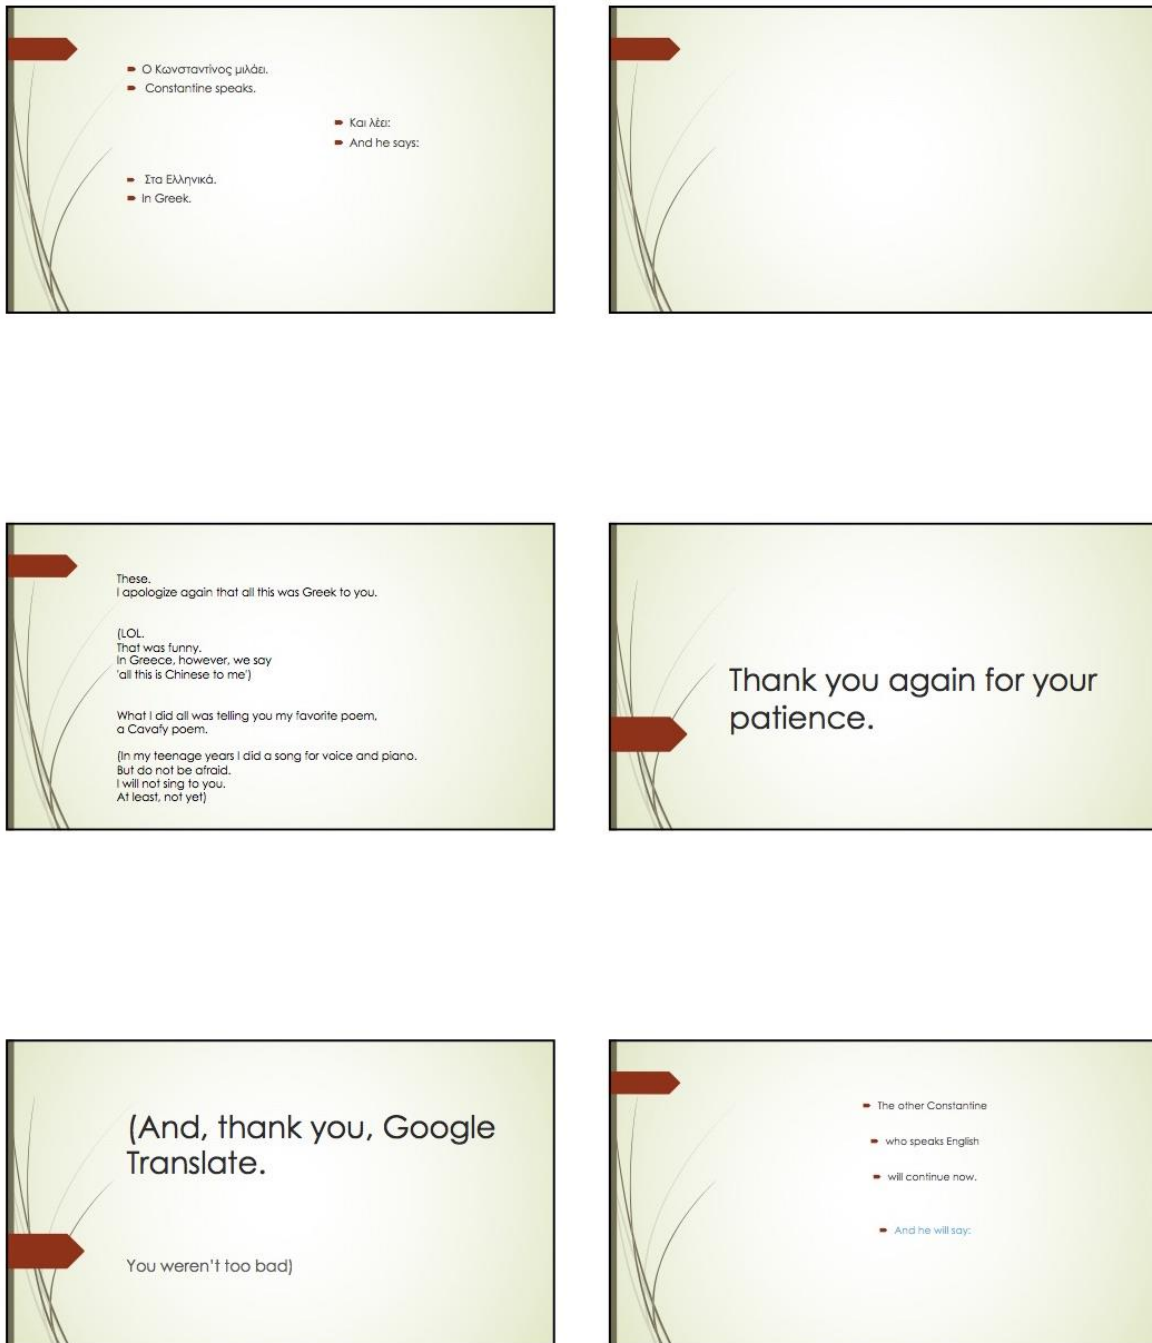 Ο Κωνσταντίνος μιλάει.
Constantine speaks.
Και λέει:
And he says:
Στα Ελληνικά.
In Greek.
These.
I apologize again that all this was Greek to you.
(LOL.
That was funny.
In Greece, however, we say
'all this is Chinese to me')
What I did all was telling you my favorite poem,
a Cavafy poem.
(In my teenage years I did a song for voice and piano.
But do not be afraid.
I will not sing to you.
At least, not yet)
Thank you again for your
patience.
(And, thank you, Google
Translate.
You weren't too bad)
The other Constantine
who speaks English
will continue now.
And he will say: